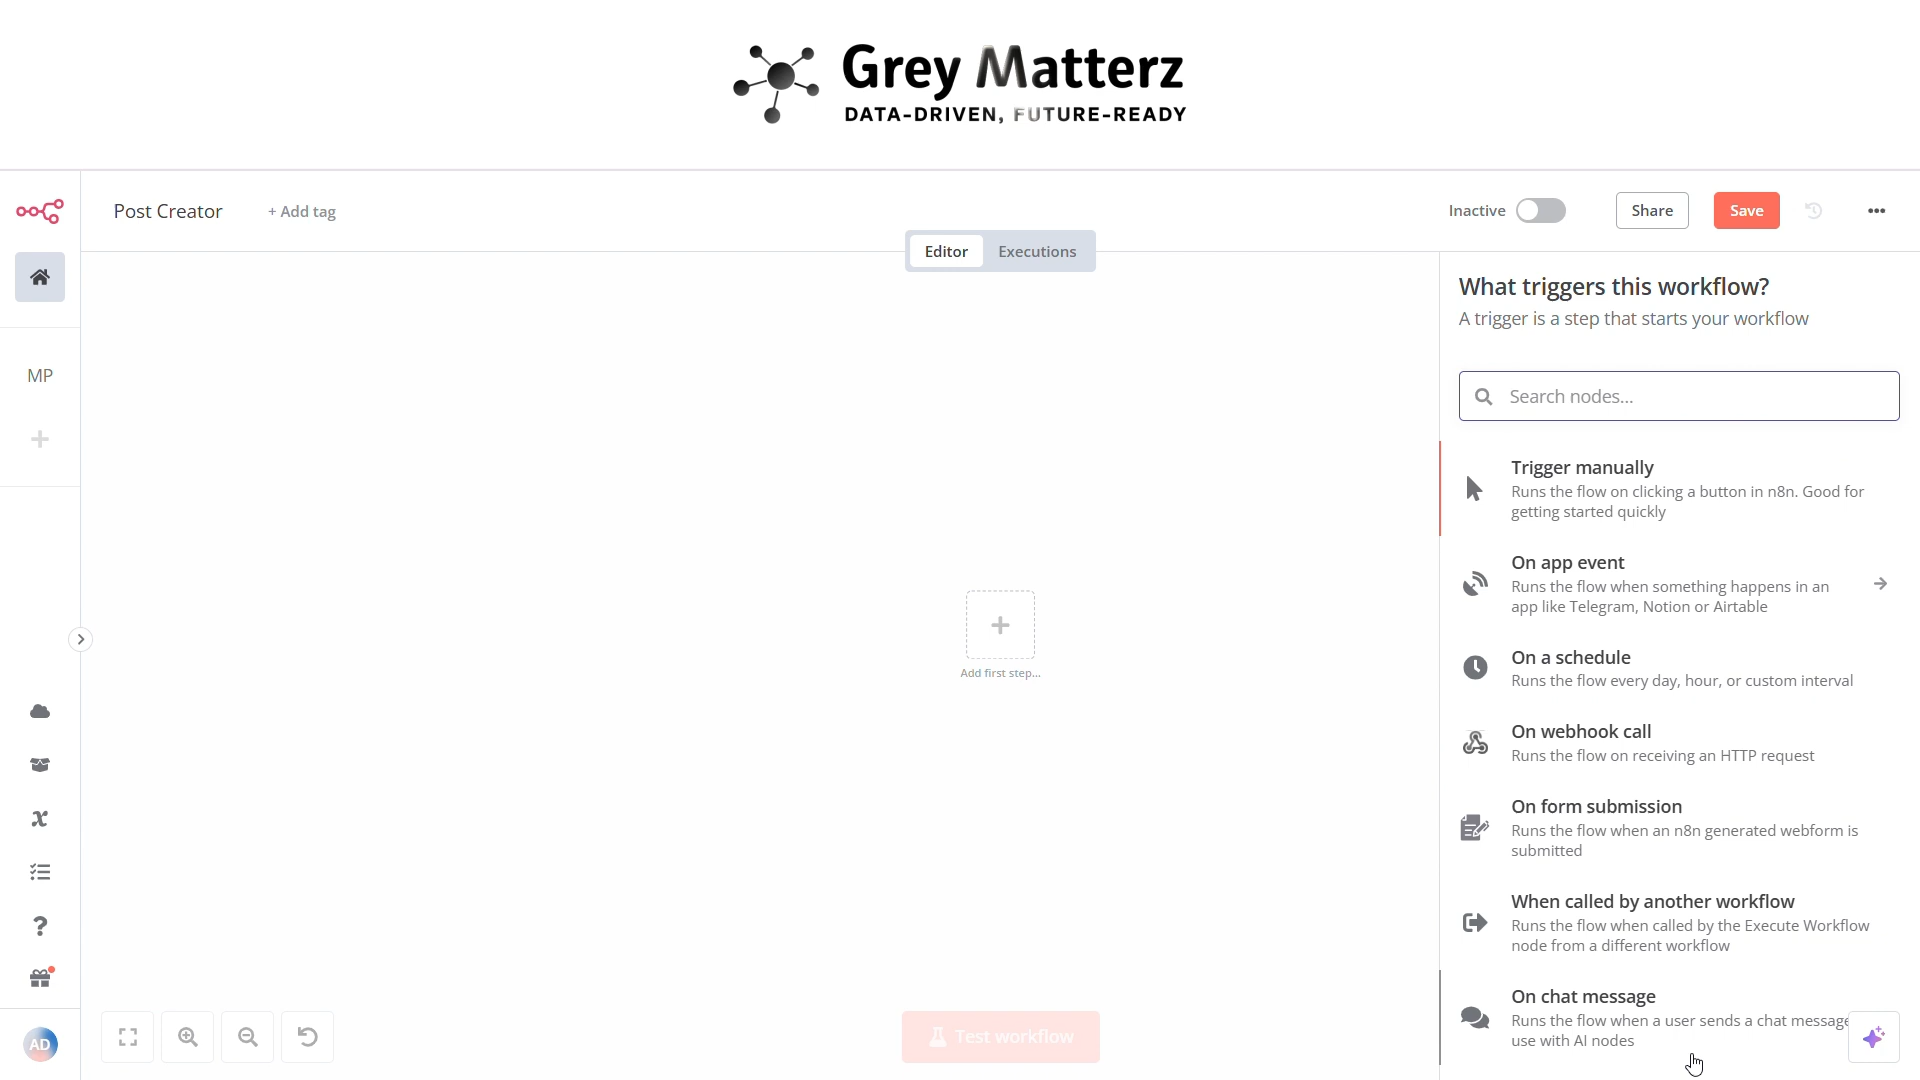 Grey Matterz
DATA-DRIVEN, FUTURE-READY
Post Creator
+ Add tag
Inactive
Share
Save
Editor
Executions
What triggers this workflow?
A trigger is a step that starts your workflow
MP
Search nodes...
Trigger manually
Runs the flow on clicking a button in n8n. Good for
getting started quickly
On app event
Runs the flow when something happens in an
app like Telegram, Notion or Airtable
Add first step...
On a schedule
Runs the flow every day, hour, or custom interval
On webhook call
Runs the flow on receiving an HTTP request
On form submission
Runs the flow when an n8n generated webform is
submitted
When called by another workflow
Runs the flow when called by the Execute Workflow
node from a different workflow
On chat message
Runs the flow when a user sends a chat message
use with AI nodes
AD
Test workflow